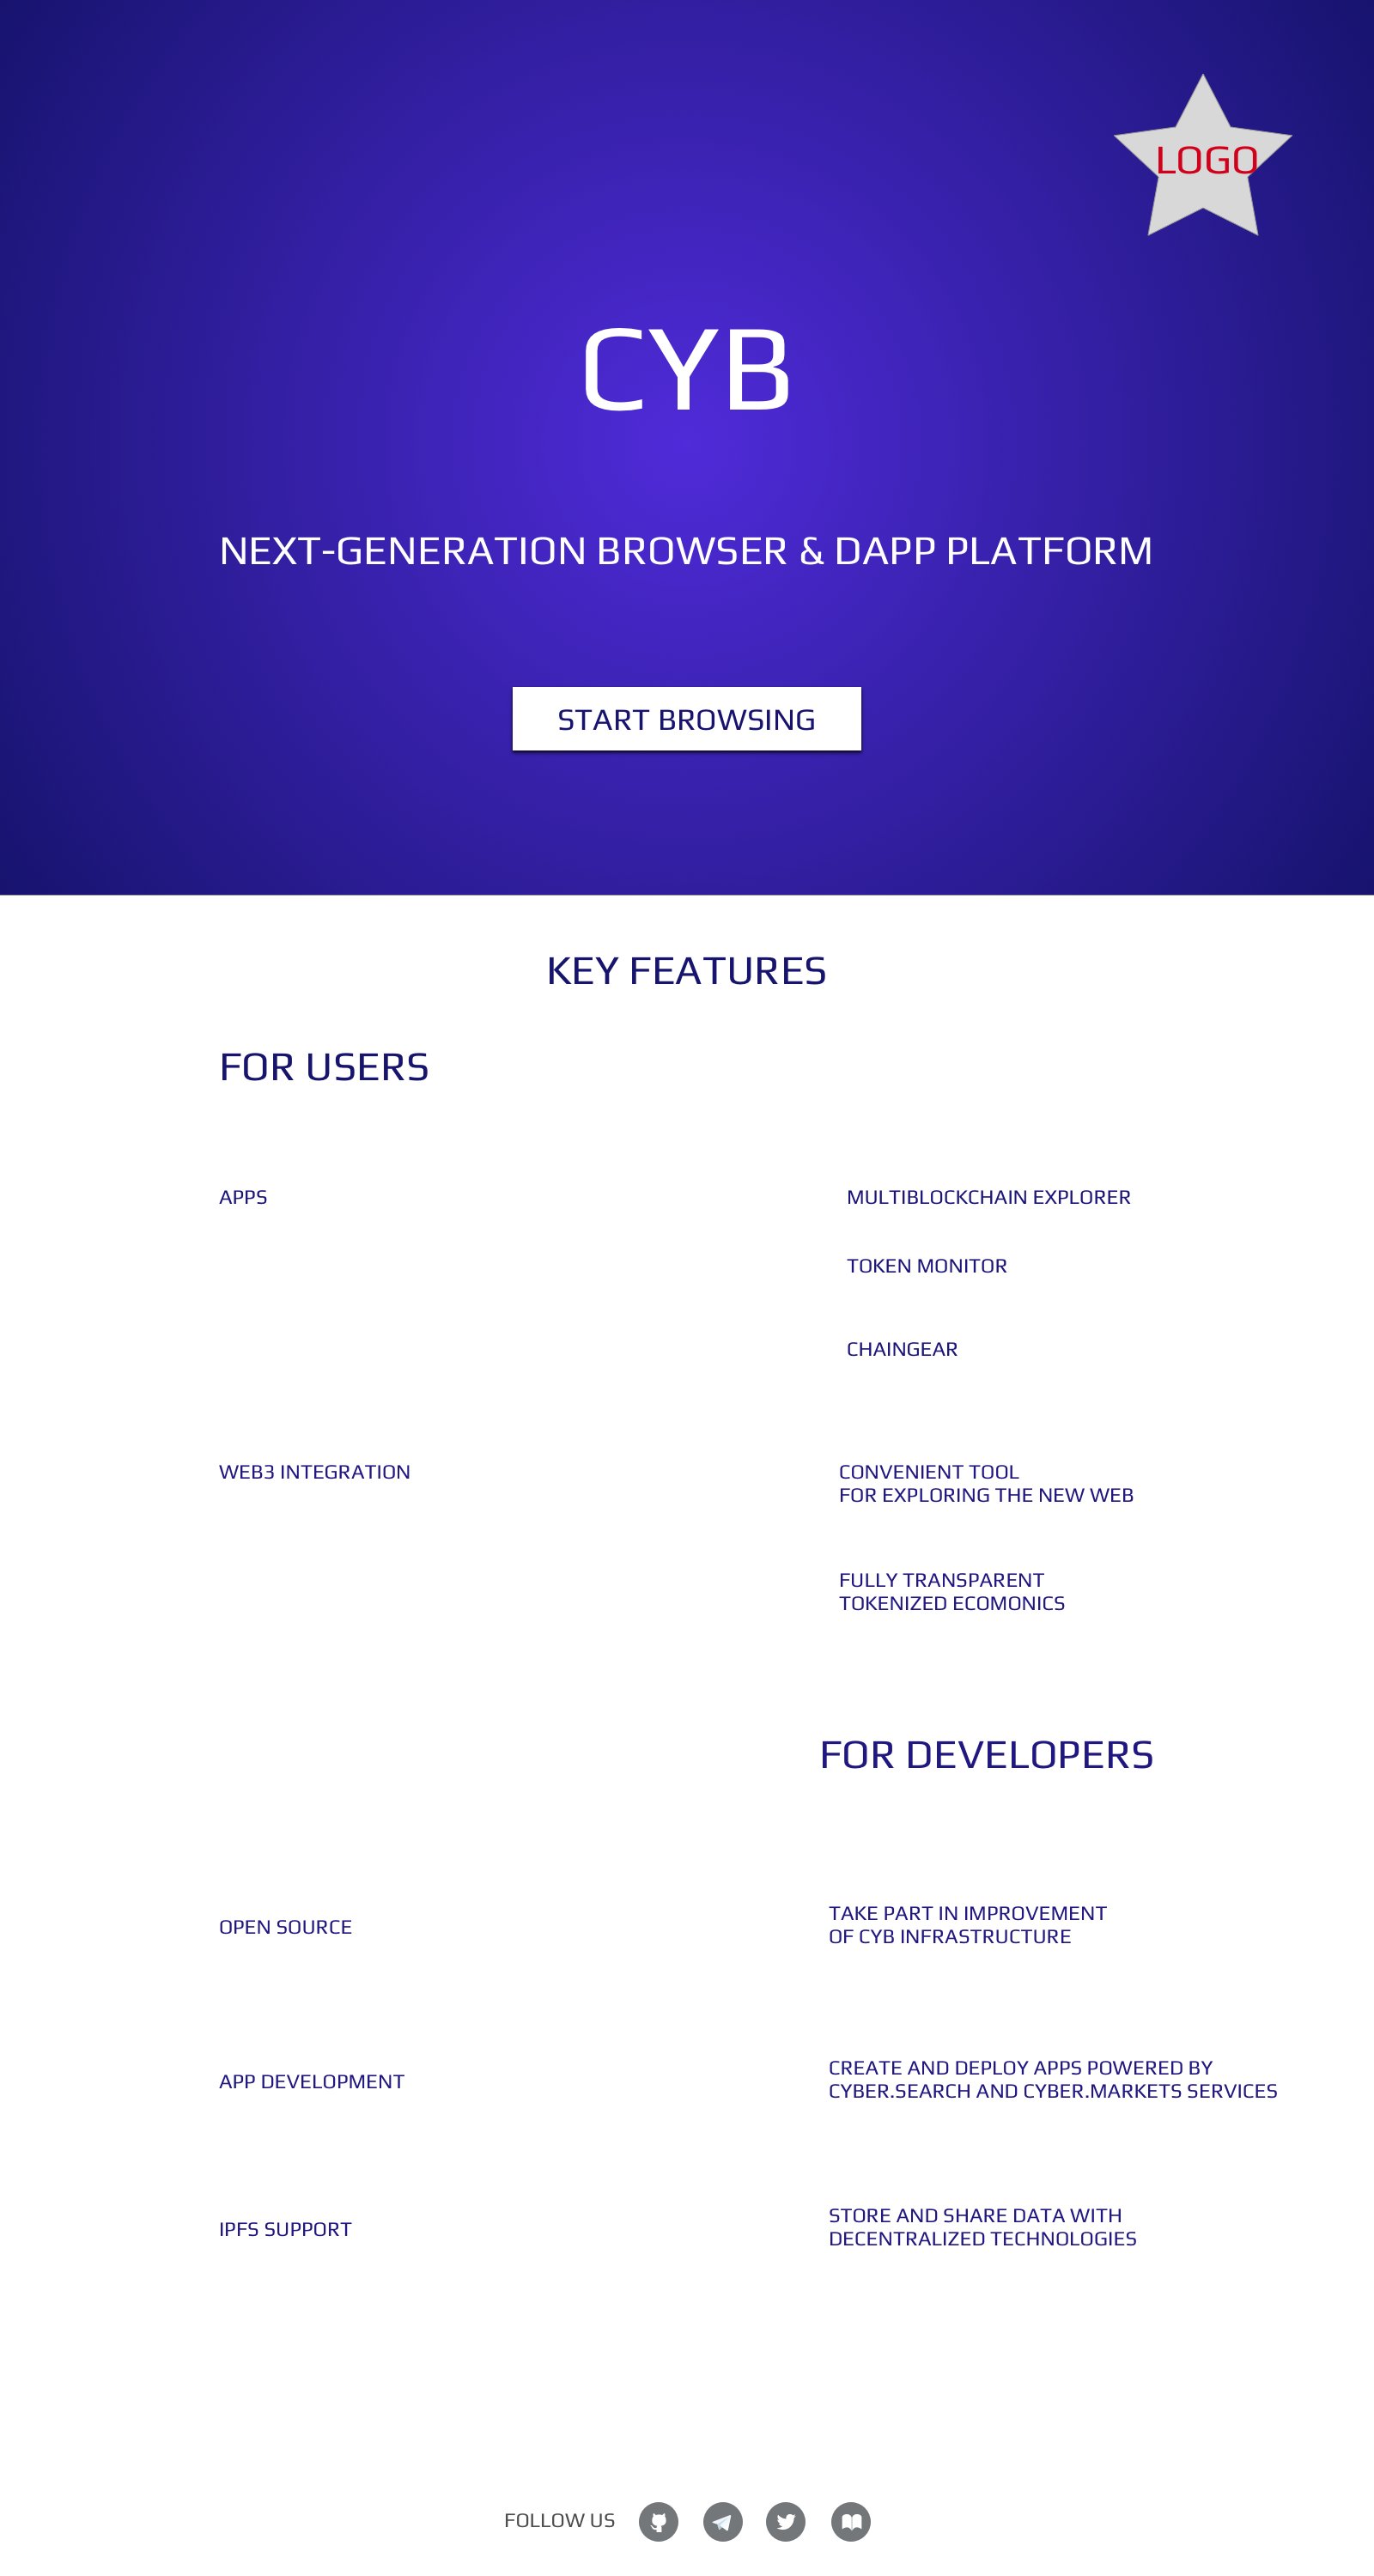 LOGO
CYB
NEXT-GENERATION BROWSER & DAPP PLATFORM
START BROWSING
KEY FEATURES
FOR USERS
APPS
MULTIBLOCKCHAIN EXPLORER
TOKEN MONITOR
CHAINGEAR
WEB3 INTEGRATION
CONVENIENT TOOL
FOR EXPLORING THE NEW WEB
FULLY TRANSPARENT
TOKENIZED ECOMONICS
FOR DEVELOPERS
OPEN SOURCE
TAKE PART IN IMPROVEMENT
OF CYB INFRASTRUCTURE
APP DEVELOPMENT
CREATE AND DEPLOY APPS POWERED BY
CYBER.SEARCH AND CYBER.MARKETS SERVICES
IPFS SUPPORT
STORE AND SHARE DATA WITH
DECENTRALIZED TECHNOLOGIES
FOLLOW US